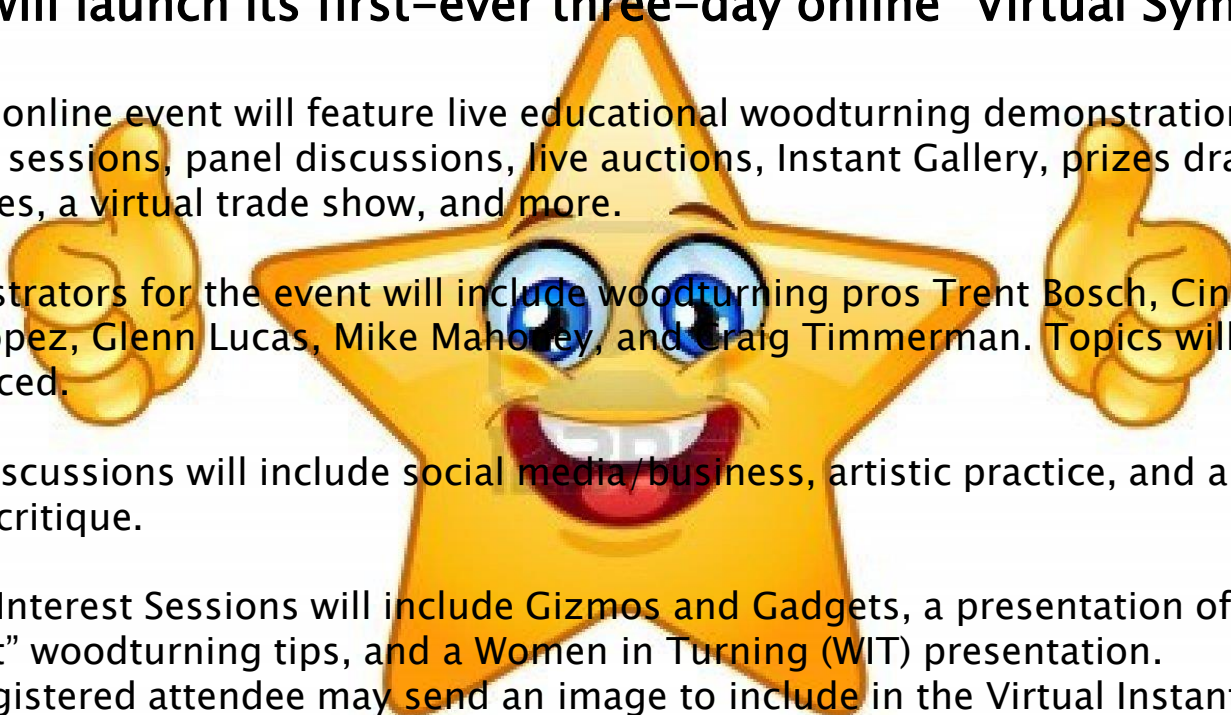 will launch its first-ever three-day online "Virtual Sym
online event will feature live educational woodturning demonstration
sessions, panel discussions, live auctions, Instant Gallery, prizes dra
es, a virtual trade show, and more.
strators for the event will include woodturning pros Trent Bosch, Cin
opez, Glenn Lucas, Mike Mahoney, and Craig Timmerman. Topics will
ced.
scussions will include social media/business, artistic practice, and a
critique.
Interest Sessions will include Gizmos and Gadgets, a presentation of
t” woodturning tips, and a Women in Turning (WIT) presentation.
gistered attendee may send an image to include in the Virtual Instant